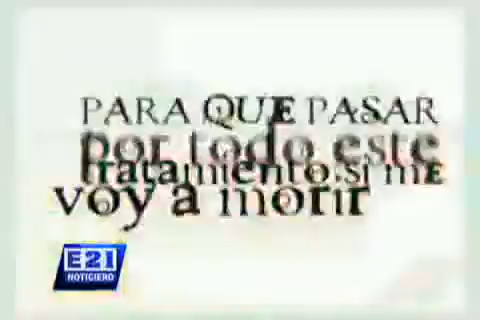 PARA QUE PASAR
por todo este
tratamiento si me
voy a morir
E21
NOTICIERO